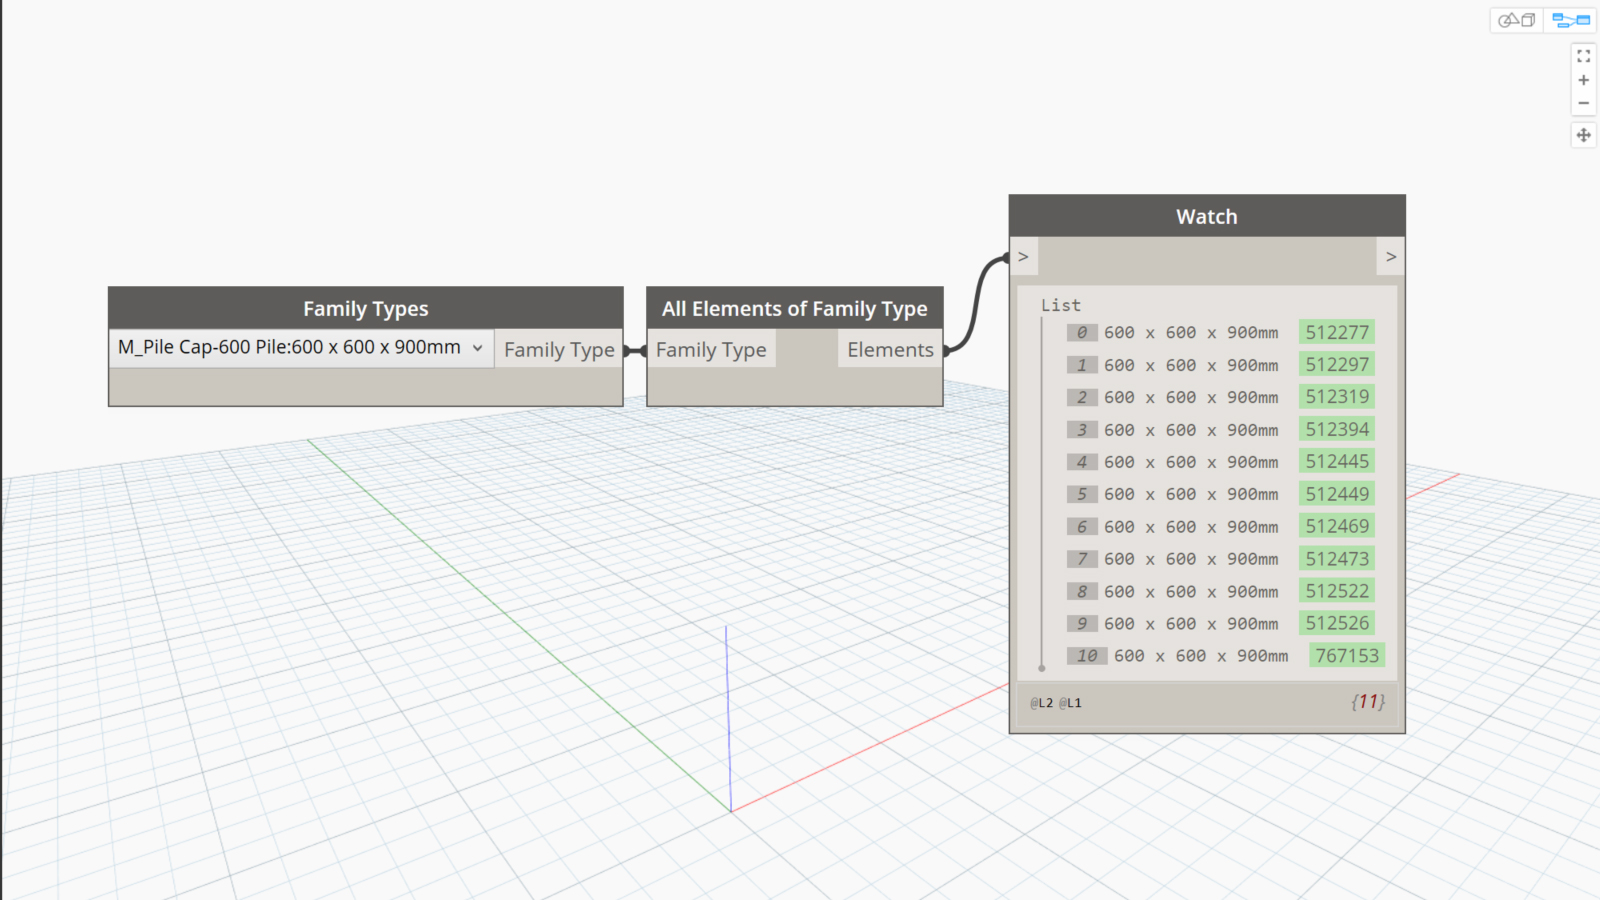 Family Types
M_Pile Cap-600 Pile:600 x 600 x 900mm
Family Type
All Elements of Family Type
Family Type
Elements
Watch
>
>
List
0 600 x 600 x 900mm 512277
1 600 x 600 x 900mm 512297
2 600 x 600 x 900mm 512319
3 600 x 600 x 900mm 512394
4 600 x 600 x 900mm 512445
5 600 x 600 x 900mm 512449
6 600 x 600 x 900mm 512469
7 600 x 600 x 900mm 512473
8 600 x 600 x 900mm 512522
9 600 x 600 x 900mm 512526
10 600 x 600 x 900mm 767153
@L2 @L1
{11}